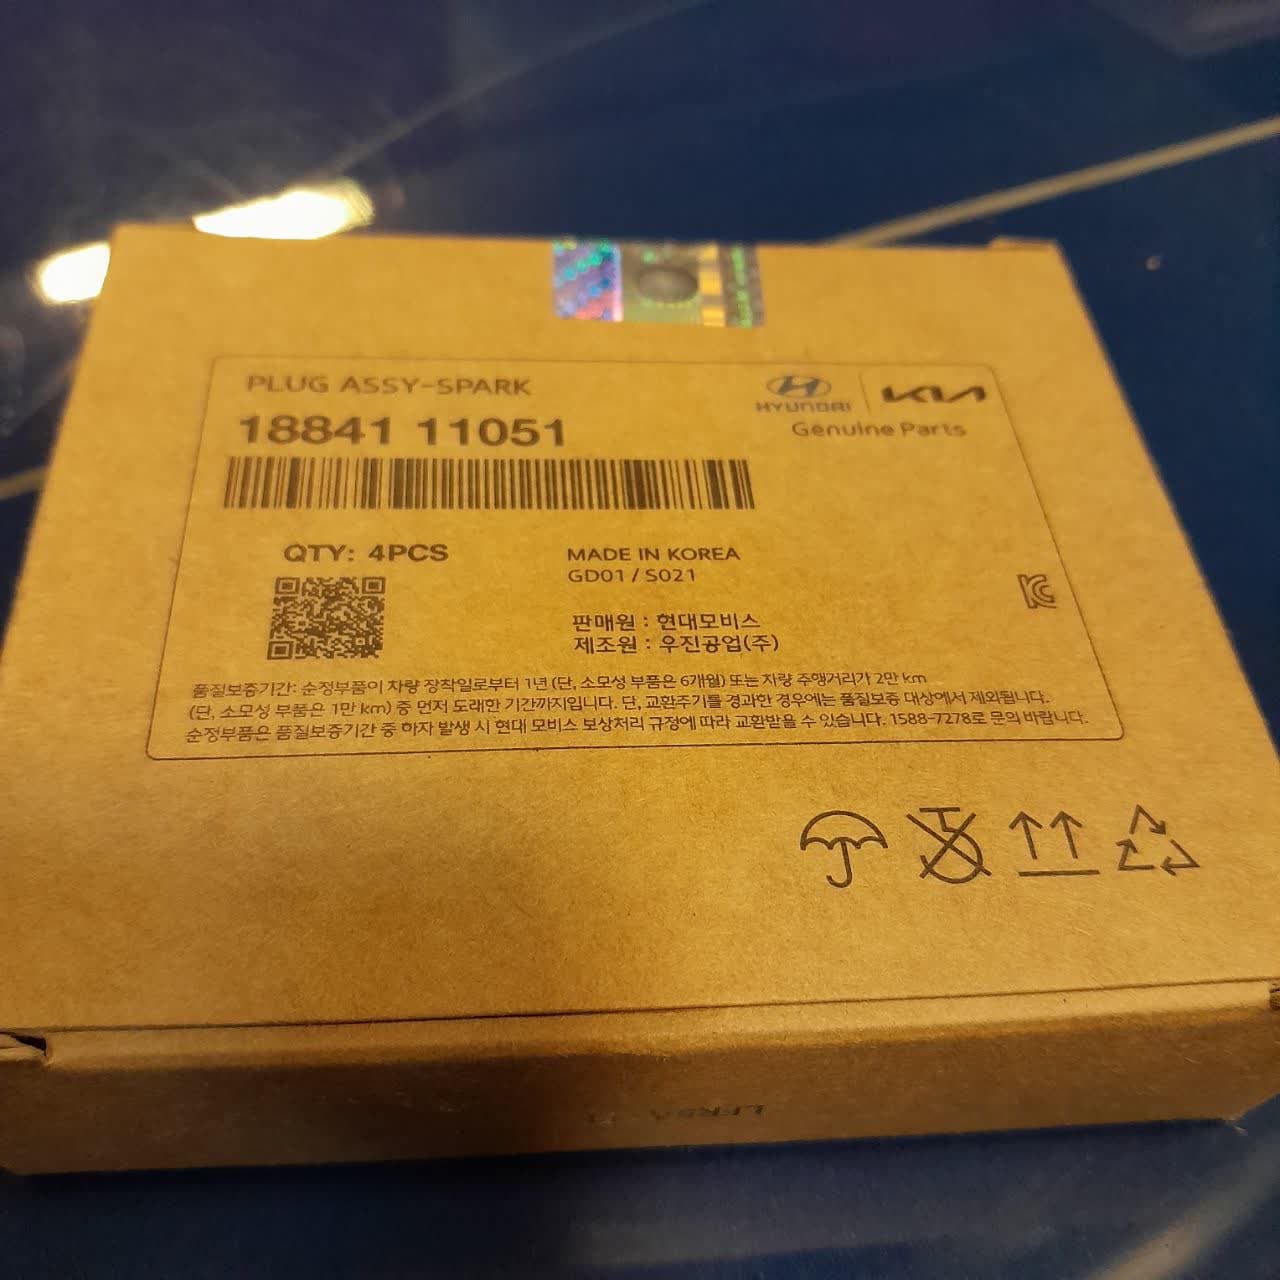 PLUG ASSY-SPARK
18841 11051
HYUNDAI KIA
Genuine Parts
QTY: 4PCS
MADE IN KOREA
GD01 / S021
판매원 : 현대모비스
제조원 : 우진공업(주)
품질보증기간: 순정부품이 차량 장착일로부터 1년 (단, 소모성 부품은 6개월) 또는 차량 주행거리가 2만 km
(단, 소모성 부품은 1만 km) 중 먼저 도래한 기간까지입니다. 단, 교환주기를 경과한 경우에는 품질보증 대상에서 제외됩니다.
순정부품은 품질보증기간 중 하자 발생 시 현대 모비스 보상처리 규정에 따라 교환받을 수 있습니다. 1588-7278로 문의 바랍니다.